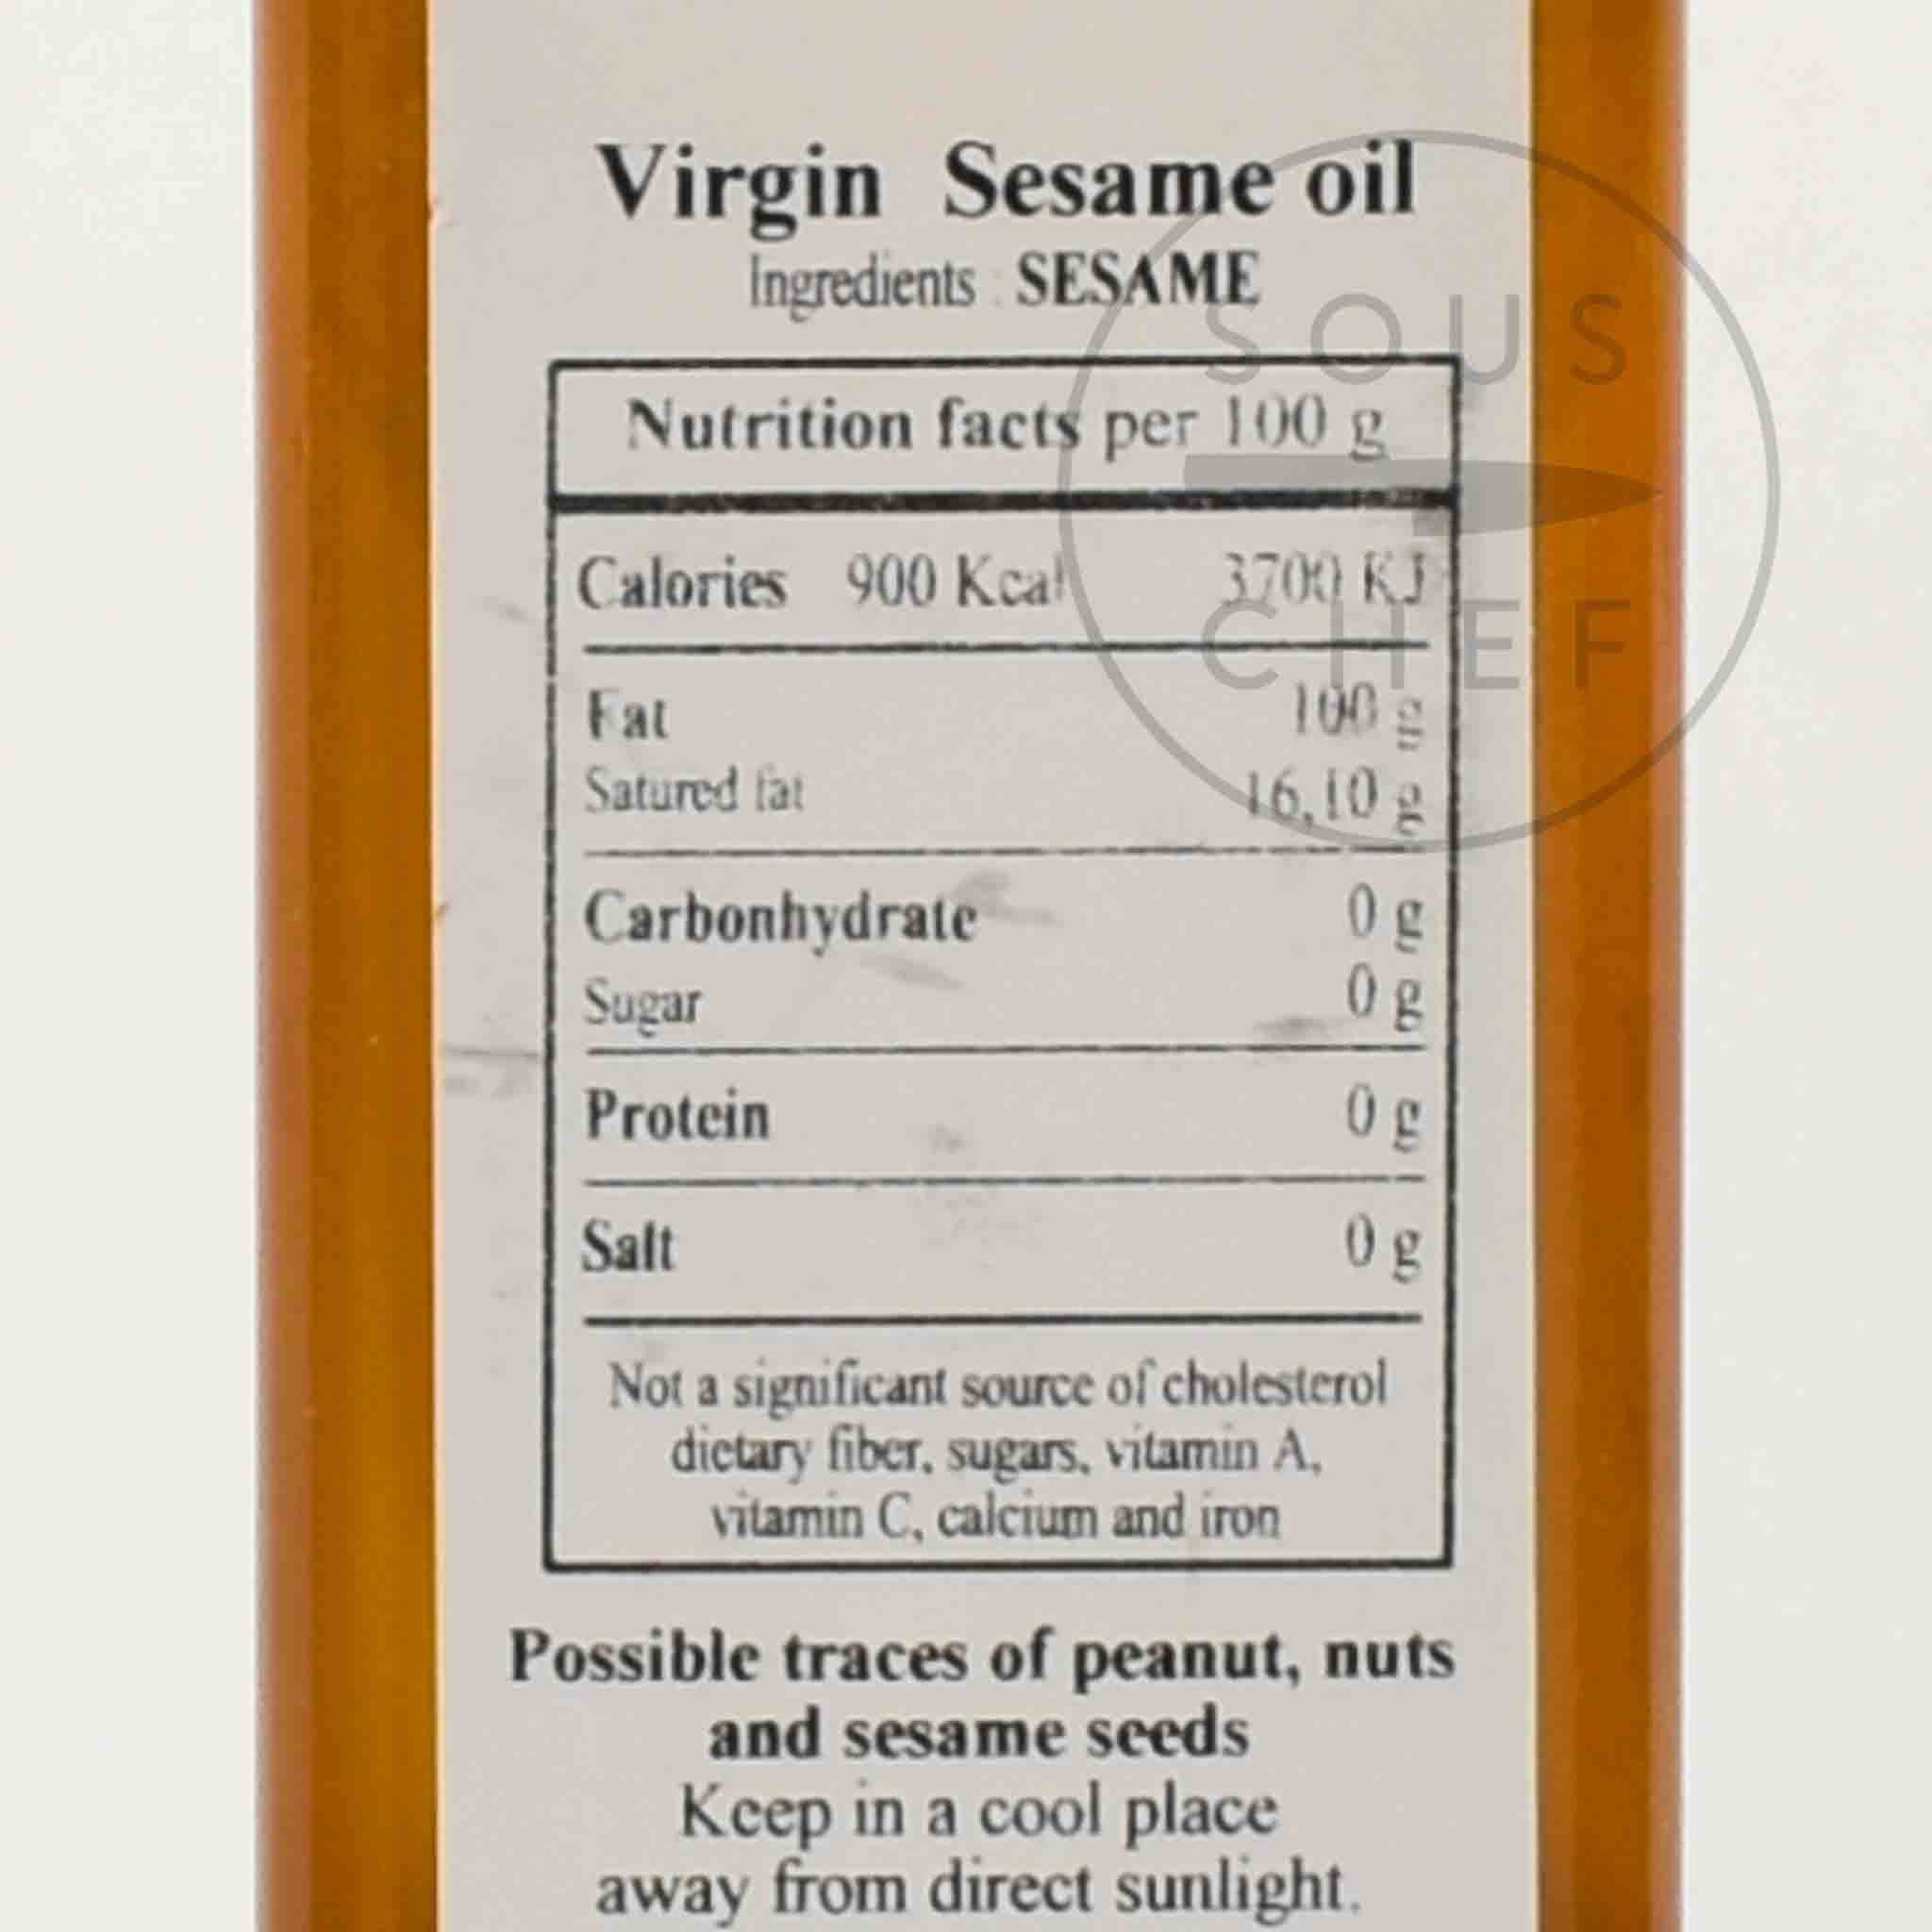 Virgin Sesame oil
Ingredients : SESAME
Nutrition facts per 100 g
Calories 900 Kcal 3700 KJ
Fat 100 g
Satured fat 16,10 g
Carbonhydrate 0 g
Sugar 0 g
Protein 0 g
Salt 0 g
Not a significant source of cholesterol
dietary fiber, sugars, vitamin A,
vitamin C, calcium and iron
Possible traces of peanut, nuts
and sesame seeds
Keep in a cool place
away from direct sunlight.
SOUS
CHEF